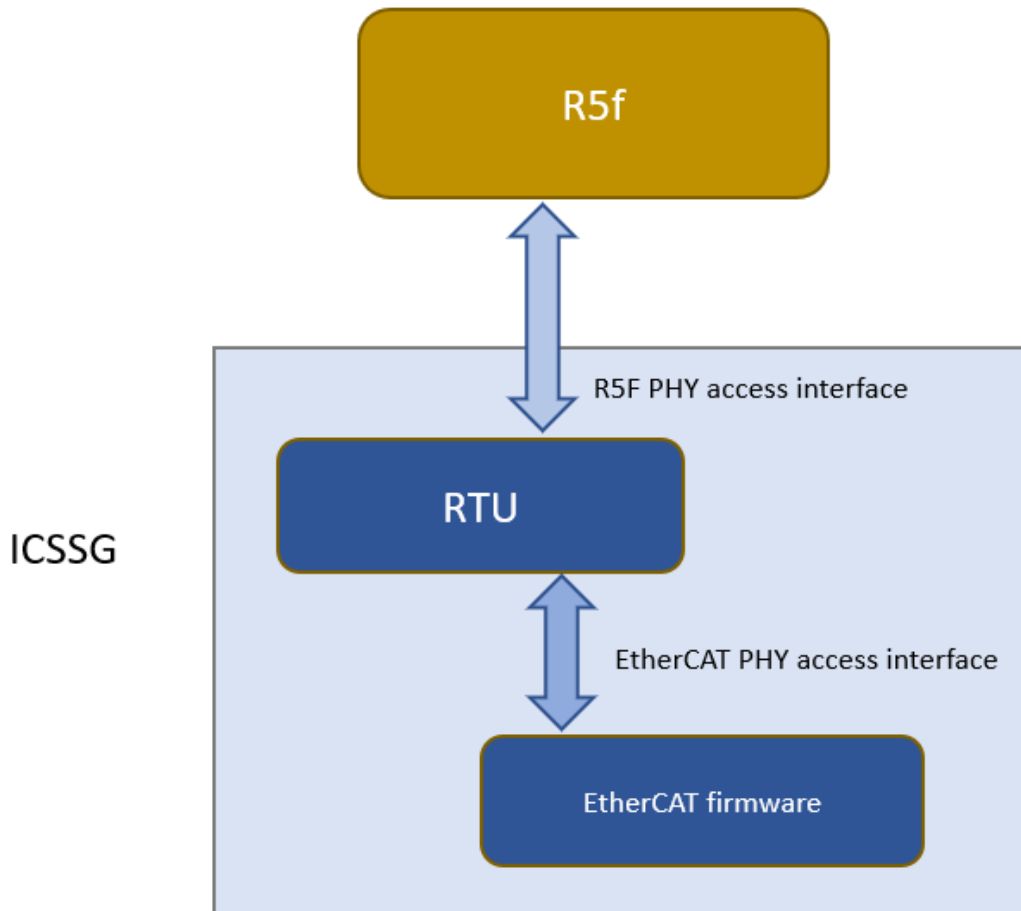 R5f
R5F PHY access interface
RTU
ICSSG
EtherCAT PHY access interface
EtherCAT firmware